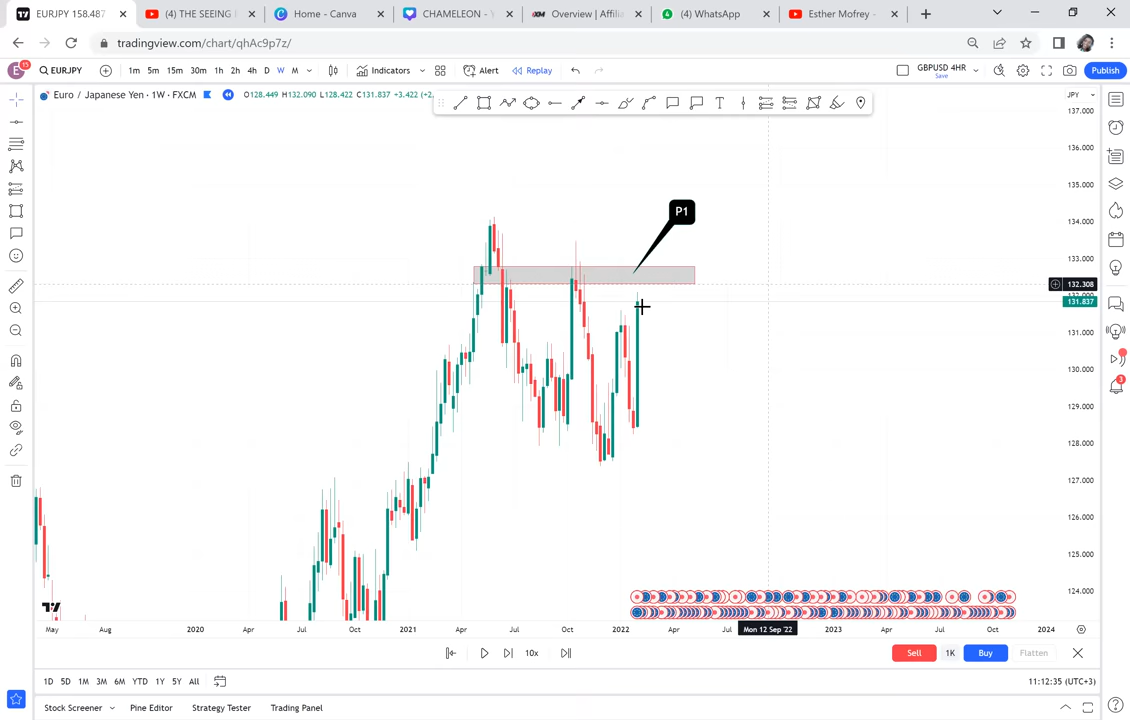 EURJPY 158.487
(4) THE SEEING
Home - Canva
CHAMELEON - Y
Overview | Affilia
(4) WhatsApp
Esther Mofrey -
tradingview.com/chart/qhAc9p7z/
E
15
EURJPY
1m 5m 15m 30m 1h 2h 4h D W M
Indicators
Alert
Replay
GBPUSD 4HR
Save
Publish
Euro / Japanese Yen · 1W · FXCM
O128.449 H132.090 L128.422 C131.837 +3.422 (+2.
JPY
137.000
136.000
135.000
134.000
133.000
132.308
132.000
131.837
131.000
130.000
129.000
128.000
127.000
126.000
125.000
124.000
P1
3
May Aug 2020 Apr Jul Oct 2021 Apr Jul Oct 2022 Apr Jul Mon 12 Sep '22 2023 Apr Jul Oct 2024
10x
Sell
1K
Buy
Flatten
1D 5D 1M 3M 6M YTD 1Y 5Y All
11:12:35 (UTC+3)
Stock Screener
Pine Editor
Strategy Tester
Trading Panel